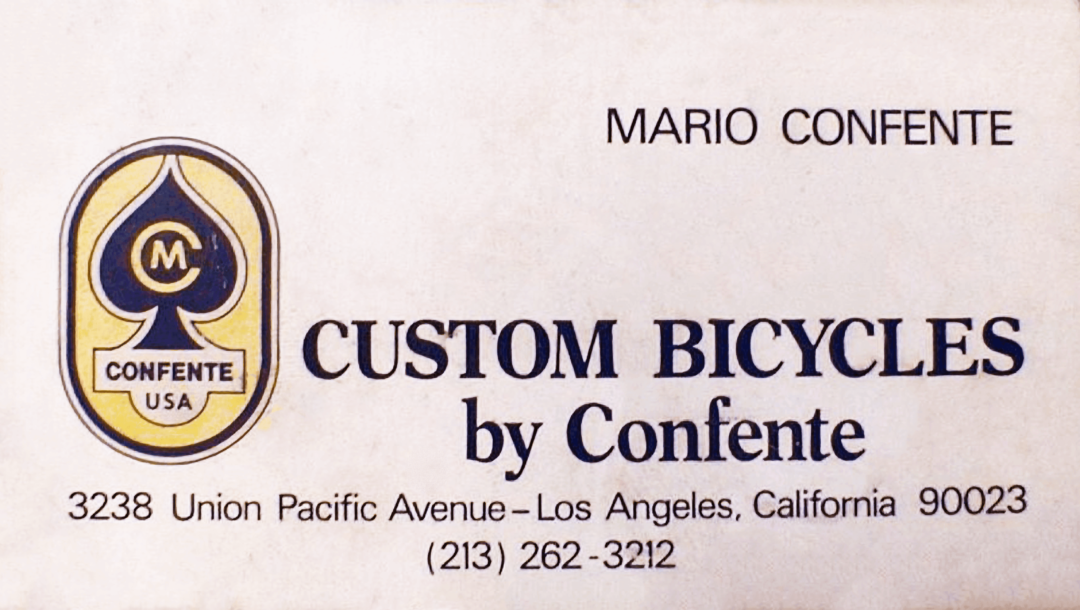 MARIO CONFENTE
CM
CONFENTE
USA
CUSTOM BICYCLES
by Confente
3238 Union Pacific Avenue – Los Angeles, California 90023
(213) 262-3212